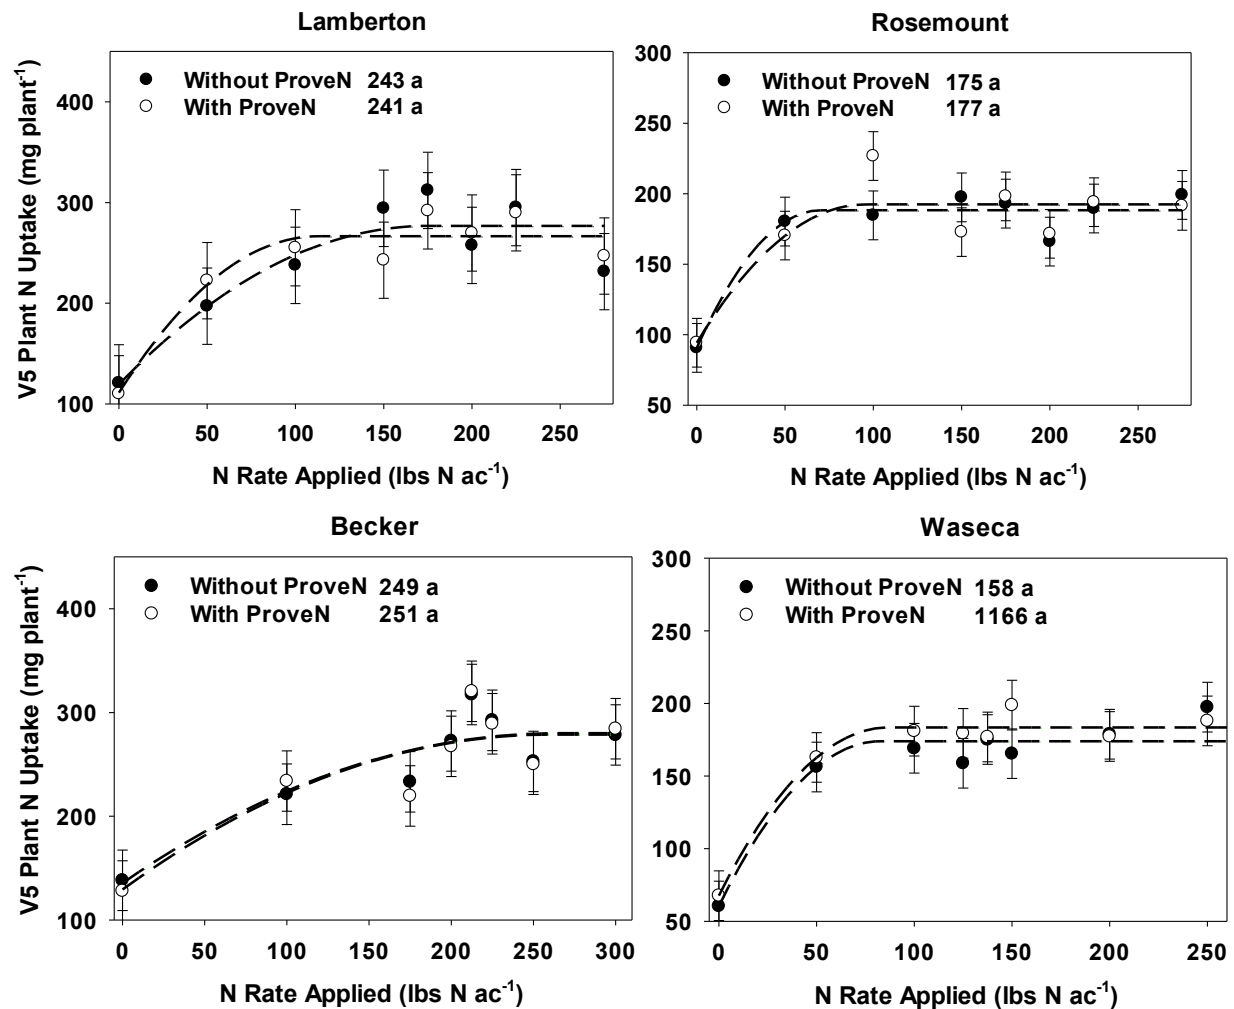 Lamberton
V5 Plant N Uptake (mg plant⁻¹)
400
300
200
100
Without ProveN 243 a
With ProveN 241 a
0 50 100 150 200 250
N Rate Applied (lbs N ac⁻¹)
Rosemount
300
250
200
150
100
50
Without ProveN 175 a
With ProveN 177 a
0 50 100 150 200 250
N Rate Applied (lbs N ac⁻¹)
Becker
V5 Plant N Uptake (mg plant⁻¹)
400
300
200
100
Without ProveN 249 a
With ProveN 251 a
0 50 100 150 200 250 300
N Rate Applied (lbs N ac⁻¹)
Waseca
300
250
200
150
100
50
Without ProveN 158 a
With ProveN 1166 a
0 50 100 150 200 250
N Rate Applied (lbs N ac⁻¹)